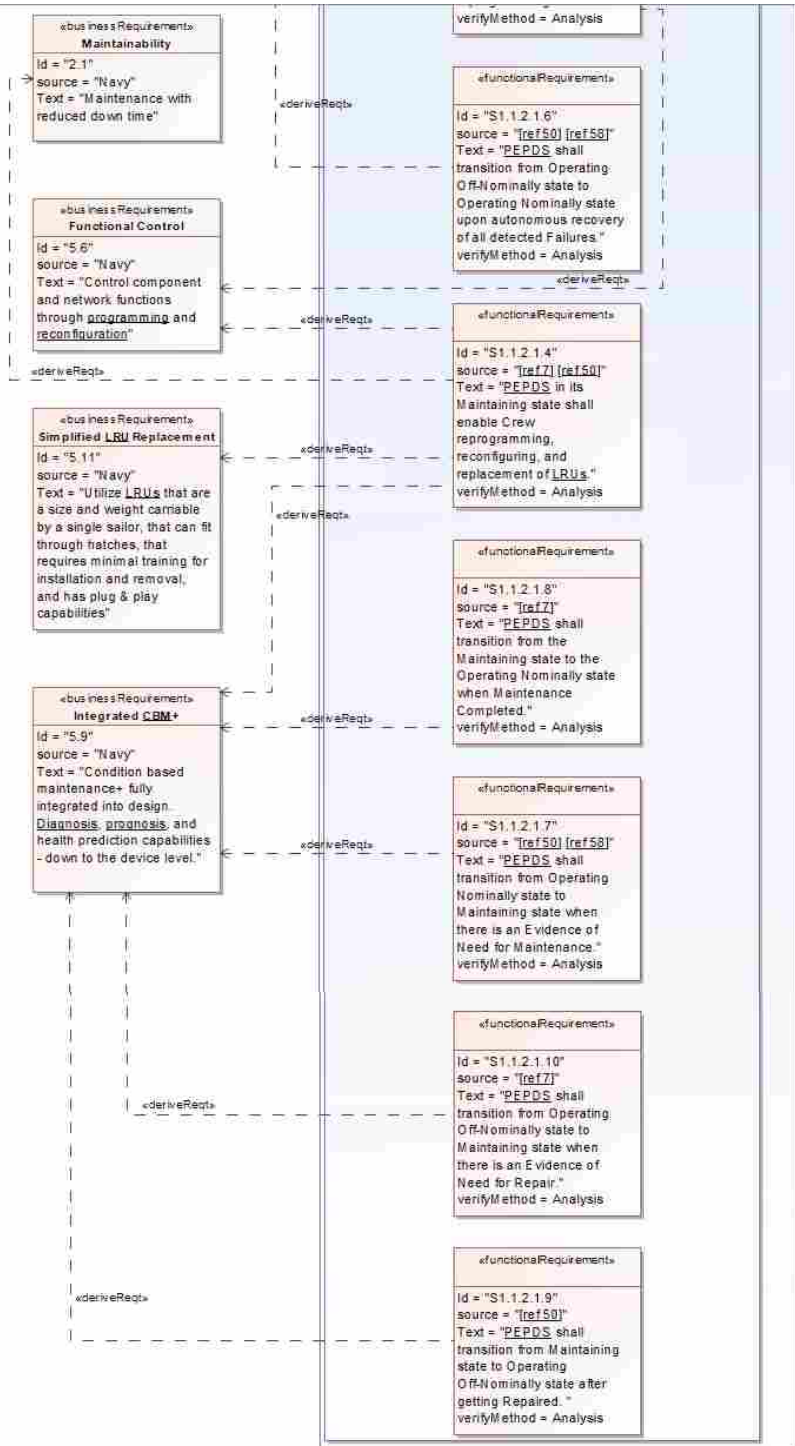 «businessRequirement»
Maintainability
Id = "2.1"
source = "Navy"
Text = "Maintenance with
reduced down time"
«businessRequirement»
Functional Control
Id = "5.6"
source = "Navy"
Text = "Control component
and network functions
through programming and
reconfiguration"
«deriveReqt»
«businessRequirement»
Simplified LRU Replacement
Id = "5.11"
source = "Navy"
Text = "Utilize LRUs that are
a size and weight carriable
by a single sailor, that can fit
through hatches, that
requires minimal training for
installation and removal,
and has plug & play
capabilities"
«businessRequirement»
Integrated CBM+
Id = "5.9"
source = "Navy"
Text = "Condition based
maintenance+ fully
integrated into design.
Diagnosis, prognosis, and
health prediction capabilities
- down to the device level."
«deriveReqt»
«deriveReqt»
«deriveReqt»
«deriveReqt»
«deriveReqt»
«deriveReqt»
«deriveReqt»
«deriveReqt»
«deriveReqt»
verifyMethod = Analysis
«functionalRequirement»
Id = "S1.1.2.1.6"
source = "[ref50] [ref58]"
Text = "PEPDS shall
transition from Operating
Off-Nominally state to
Operating Nominally state
upon autonomous recovery
of all detected Failures."
verifyMethod = Analysis
«functionalRequirement»
Id = "S1.1.2.1.4"
source = "[ref7] [ref50]"
Text = "PEPDS in its
Maintaining state shall
enable Crew
reprogramming,
reconfiguring, and
replacement of LRUs."
verifyMethod = Analysis
«functionalRequirement»
Id = "S1.1.2.1.8"
source = "[ref7]"
Text = "PEPDS shall
transition from the
Maintaining state to the
Operating Nominally state
when Maintenance
Completed."
verifyMethod = Analysis
«functionalRequirement»
Id = "S1.1.2.1.7"
source = "[ref50] [ref58]"
Text = "PEPDS shall
transition from Operating
Nominally state to
Maintaining state when
there is an Evidence of
Need for Maintenance."
verifyMethod = Analysis
«functionalRequirement»
Id = "S1.1.2.1.10"
source = "[ref7]"
Text = "PEPDS shall
transition from Operating
Off-Nominally state to
Maintaining state when
there is an Evidence of
Need for Repair."
verifyMethod = Analysis
«functionalRequirement»
Id = "S1.1.2.1.9"
source = "[ref50]"
Text = "PEPDS shall
transition from Maintaining
state to Operating
Off-Nominally state after
getting Repaired. "
verifyMethod = Analysis